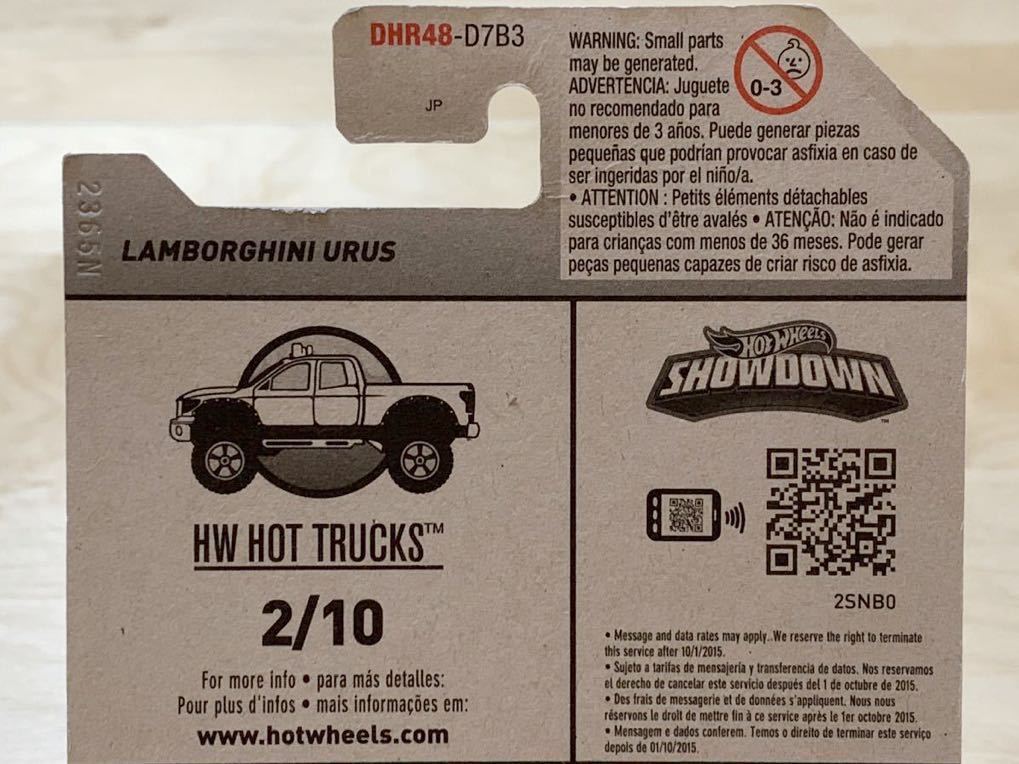 DHR48-D7B3
JP
WARNING: Small parts
may be generated.
ADVERTENCIA: Juguete
no recomendado para
menores de 3 años. Puede generar piezas
pequeñas que podrían provocar asfixia en caso de
ser ingeridas por el niño/a.
• ATTENTION : Petits éléments détachables
susceptibles d'être avalés • ATENÇÃO: Não é indicado
para crianças com menos de 36 meses. Pode gerar
peças pequenas capazes de criar risco de asfixia.
0-3
2365N
LAMBORGHINI URUS
HW HOT TRUCKS™
2/10
For more info • para más detalles:
Pour plus d'infos • mais informações em:
www.hotwheels.com
HOT WHEELS
SHOWDOWN™
2SNB0
• Message and data rates may apply. We reserve the right to terminate
this service after 10/1/2015.
• Sujeto a tarifas de mensajería y transferencia de datos. Nos reservamos
el derecho de cancelar este servicio después del 1 de octubre de 2015.
• Des frais de messagerie et de données s'appliquent. Nous nous
réservons le droit de mettre fin à ce service après le 1er octobre 2015.
• Mensagem e dados conferem. Temos o direito de terminar este serviço
depois de 01/10/2015.